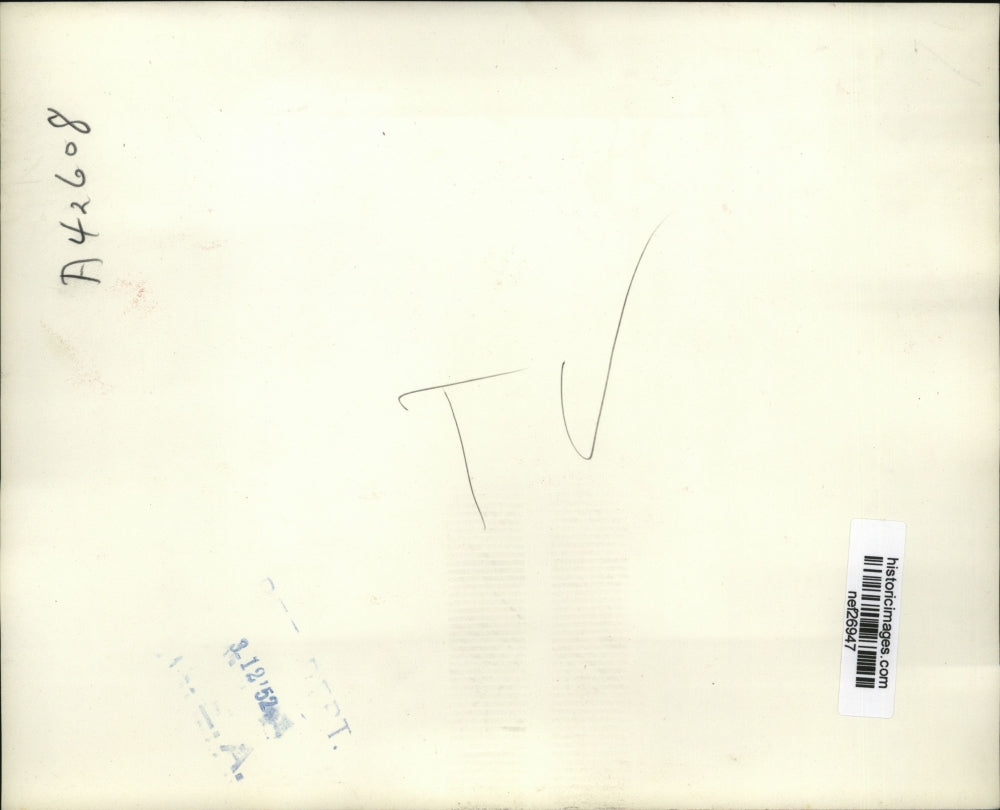 A42608
TV
3-12'52
historicimages.com
nef26947